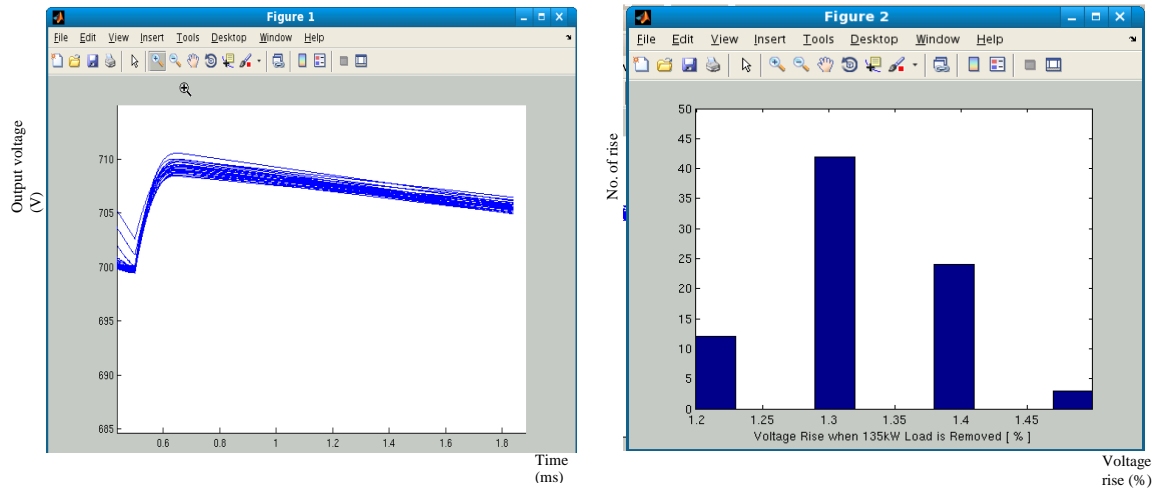 Figure 1
File Edit View Insert Tools Desktop Window Help
Output voltage
(V)
710
705
700
695
690
685
0.6 0.8 1 1.2 1.4 1.6 1.8
Time
(ms)
Figure 2
File Edit View Insert Tools Desktop Window Help
No. of rise
50
45
40
35
30
25
20
15
10
5
0
1.2 1.25 1.3 1.35 1.4 1.45
Voltage Rise when 135kW Load is Removed [ % ]
Voltage
rise (%)